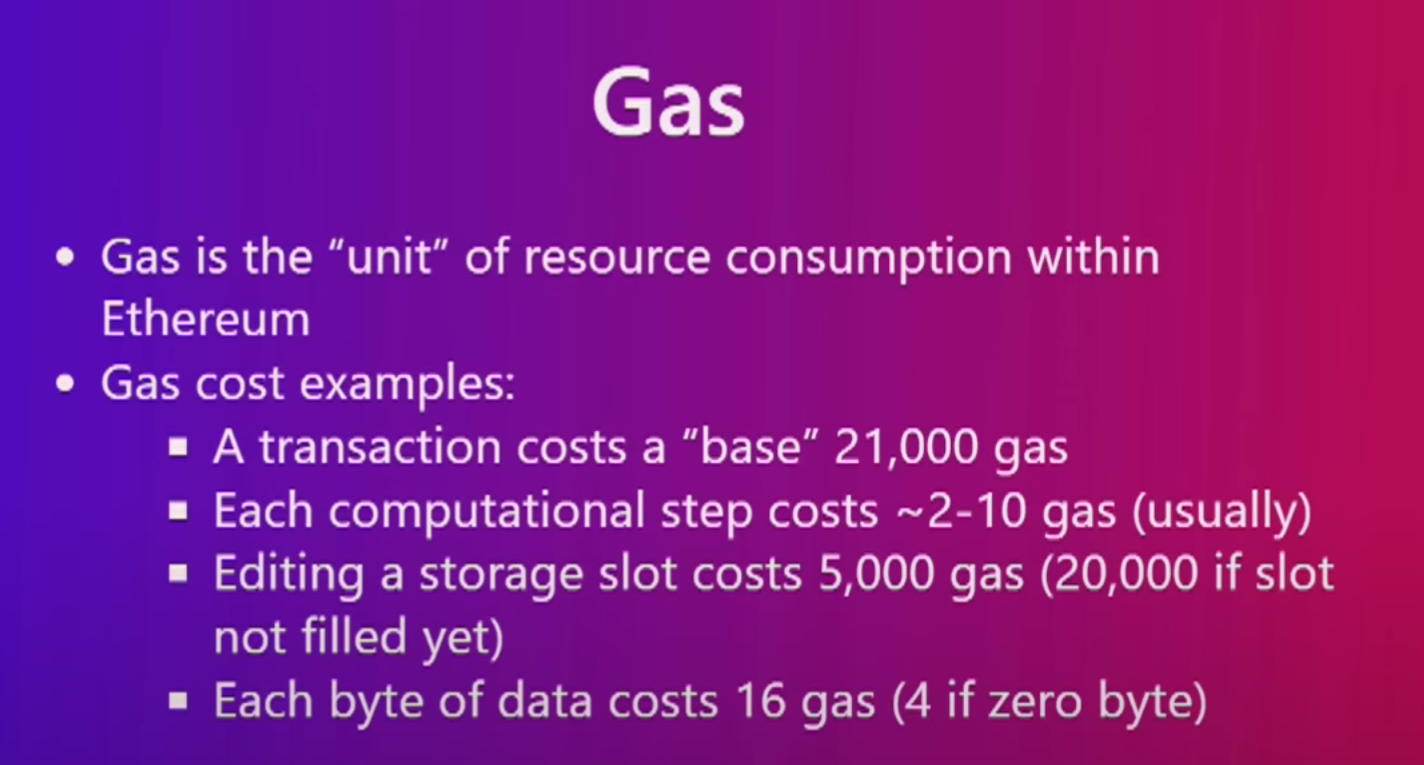 Gas
• Gas is the “unit” of resource consumption within
Ethereum
• Gas cost examples:
▪ A transaction costs a “base” 21,000 gas
▪ Each computational step costs ~2-10 gas (usually)
▪ Editing a storage slot costs 5,000 gas (20,000 if slot
not filled yet)
▪ Each byte of data costs 16 gas (4 if zero byte)